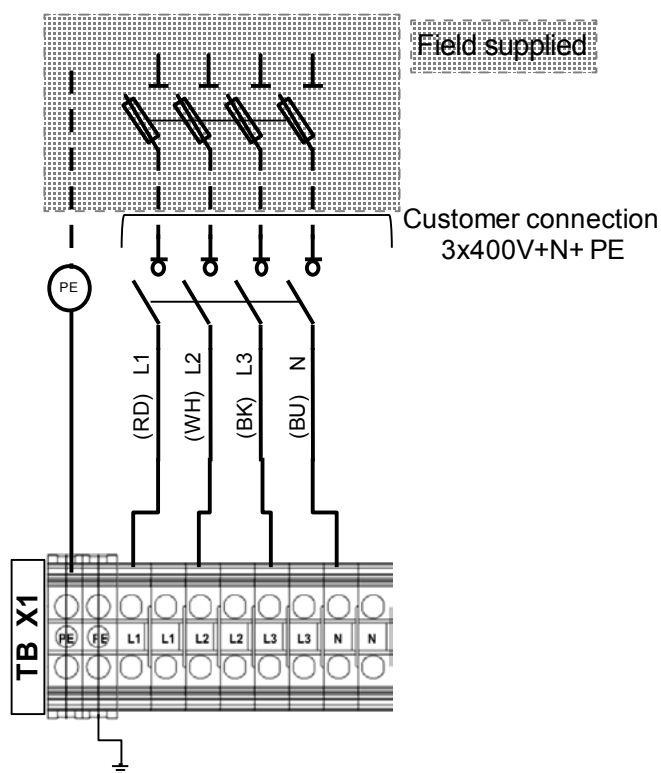 Field supplied
Customer connection
3x400V+N+ PE
PE
(RD) L1
(WH) L2
(BK) L3
(BU) N
TB X1
PE PE L1 L1 L2 L2 L3 L3 N N